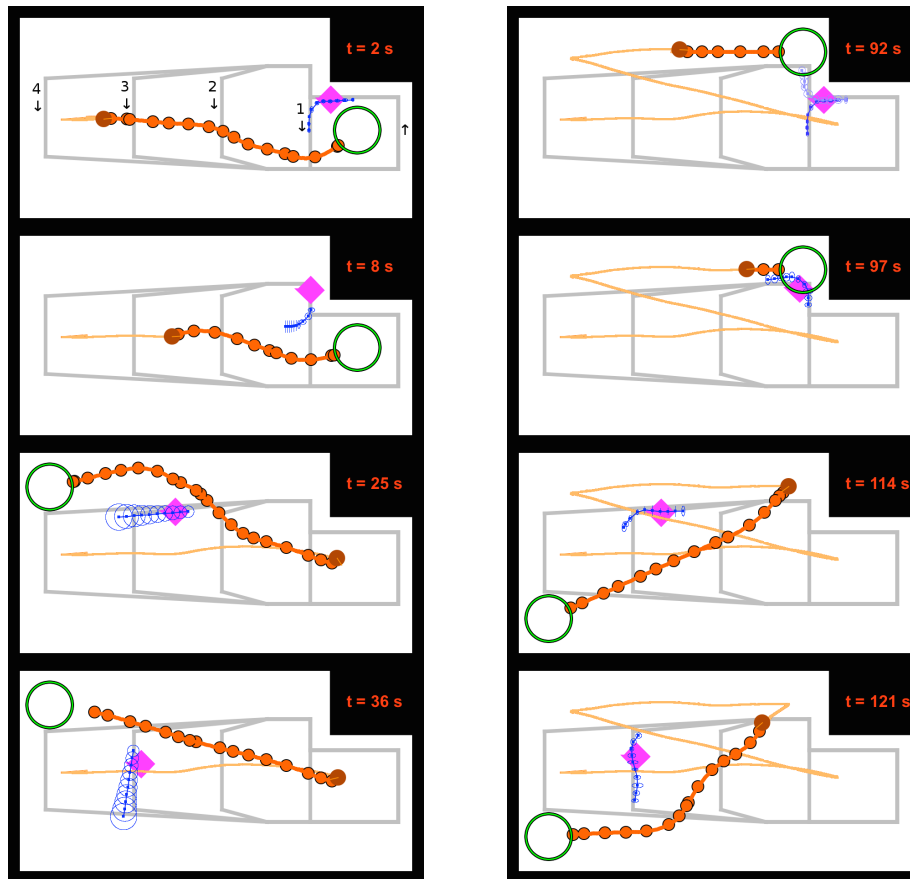 t = 2 s
4 ↓
3 ↓
2 ↓
1 ↓
↑
t = 8 s
t = 25 s
t = 36 s
t = 92 s
t = 97 s
t = 114 s
t = 121 s